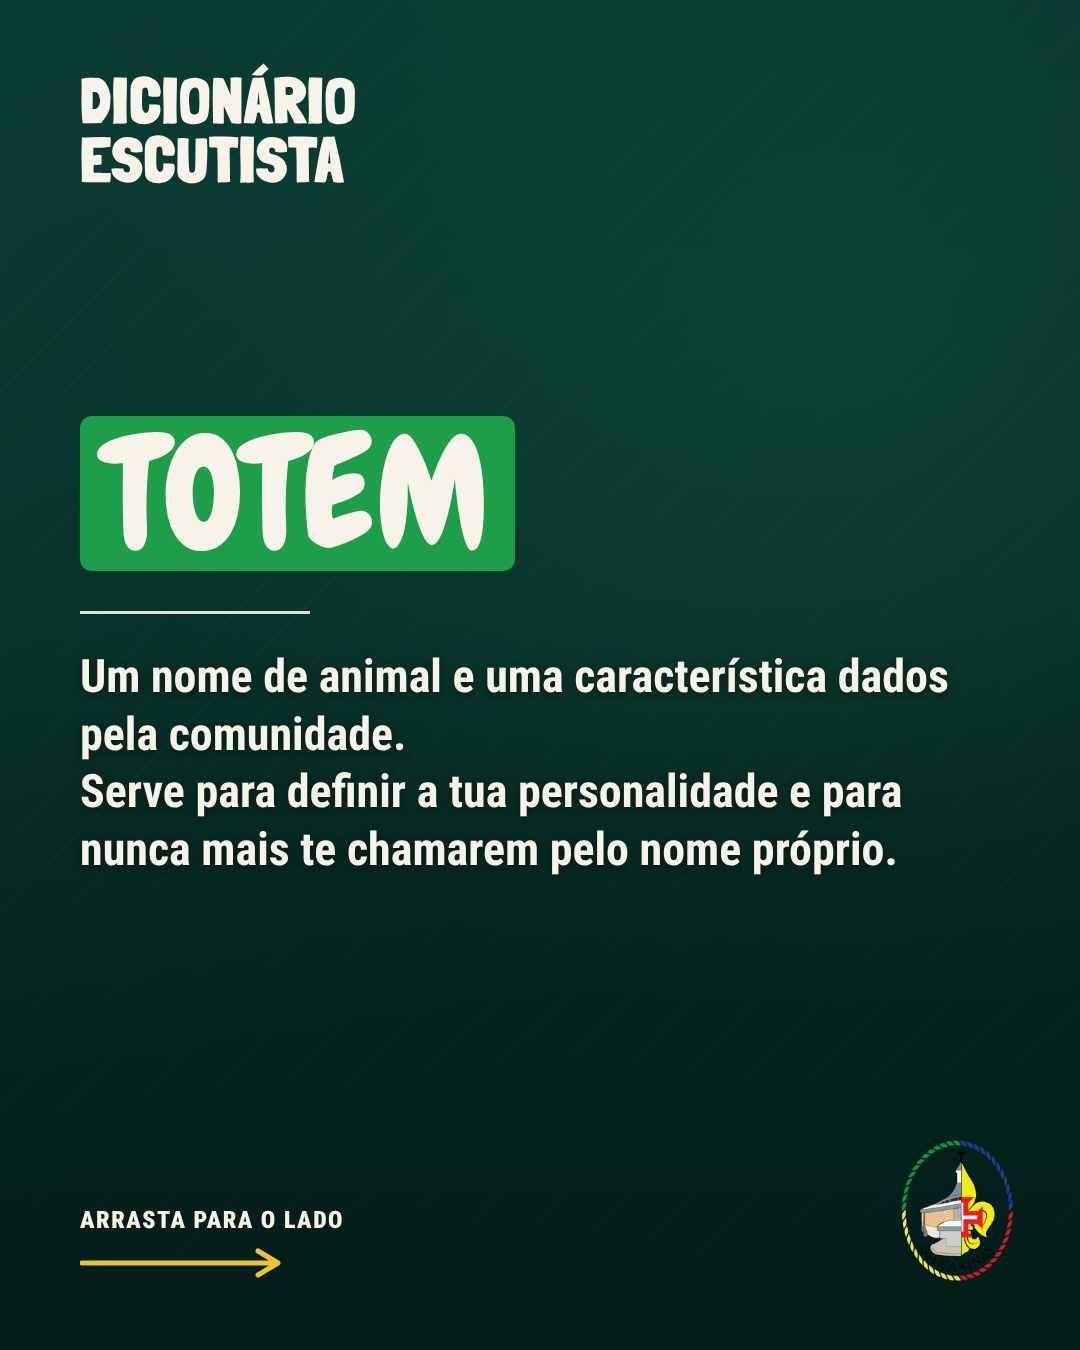 DICIONÁRIO
ESCUTISTA
TOTEM
Um nome de animal e uma característica dados
pela comunidade.
Serve para definir a tua personalidade e para
nunca mais te chamarem pelo nome próprio.
ARRASTA PARA O LADO
CAXINAS